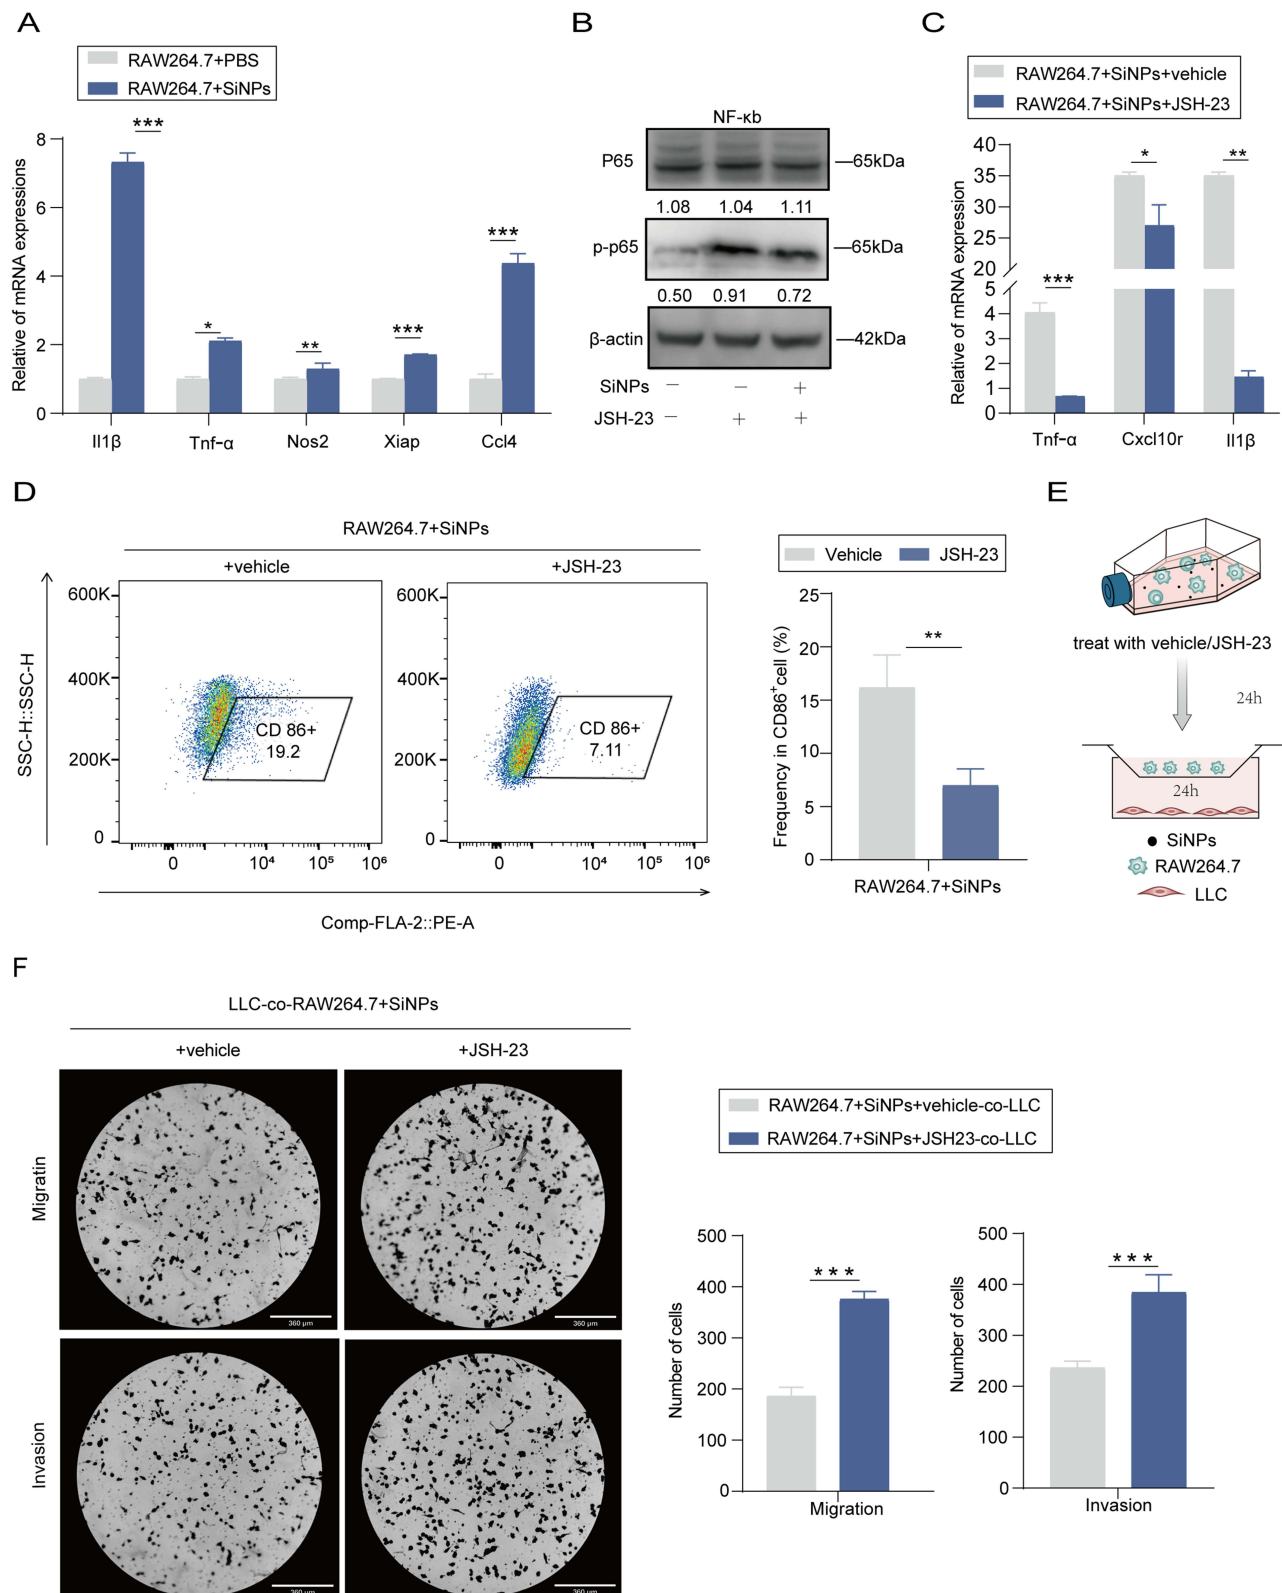 A
RAW264.7+PBS
RAW264.7+SiNPs
Relative of mRNA expressions
8
6
4
2
0
***
*
**
***
***
Il1β Tnf-α Nos2 Xiap Ccl4
B
NF-κb
P65 —65kDa
1.08 1.04 1.11
p-p65 —65kDa
0.50 0.91 0.72
β-actin —42kDa
SiNPs — — +
JSH-23 — + +
C
RAW264.7+SiNPs+vehicle
RAW264.7+SiNPs+JSH-23
Relative of mRNA expression
40
35
30
25
20
5
4
3
2
1
0
***
*
**
Tnf-α Cxcl10r Il1β
D
RAW264.7+SiNPs
+vehicle +JSH-23
SSC-H::SSC-H
600K
400K
200K
0
CD 86+
19.2
0 10⁴ 10⁵ 10⁶
600K
400K
200K
0
CD 86+
7.11
0 10⁴ 10⁵ 10⁶
Comp-FLA-2::PE-A
Vehicle JSH-23
Frequency in CD86⁺cell (%)
25
20
15
10
5
0
**
RAW264.7+SiNPs
E
treat with vehicle/JSH-23
24h
24h
SiNPs
RAW264.7
LLC
F
LLC-co-RAW264.7+SiNPs
+vehicle +JSH-23
Migratin
360 μm
360 μm
Invasion
360 μm
360 μm
RAW264.7+SiNPs+vehicle-co-LLC
RAW264.7+SiNPs+JSH23-co-LLC
Number of cells
500
400
300
200
100
0
***
Migration
Number of cells
500
400
300
200
100
0
***
Invasion